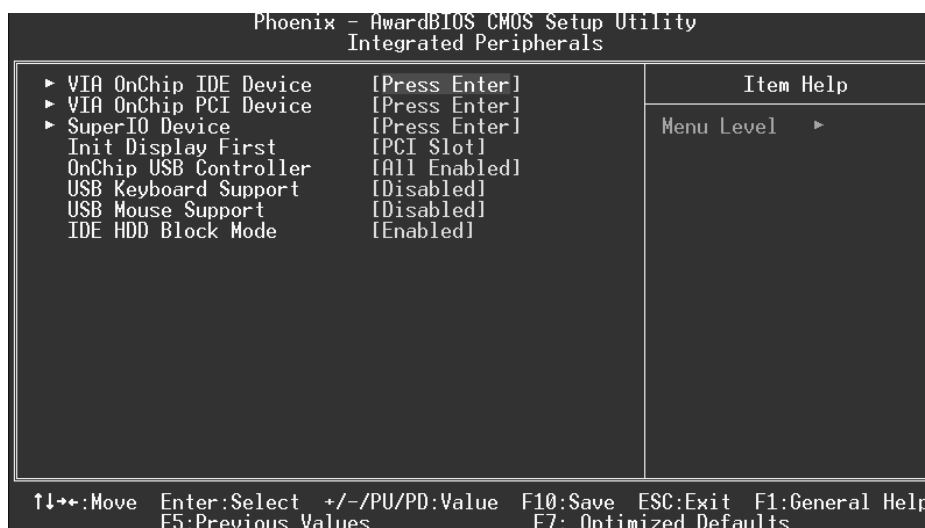 Phoenix - AwardBIOS CMOS Setup Utility
Integrated Peripherals
► VIA OnChip IDE Device [Press Enter]
► VIA OnChip PCI Device [Press Enter]
► SuperIO Device [Press Enter]
Init Display First [PCI Slot]
OnChip USB Controller [All Enabled]
USB Keyboard Support [Disabled]
USB Mouse Support [Disabled]
IDE HDD Block Mode [Enabled]
Item Help
Menu Level ►
↑↓→←:Move Enter:Select +/-/PU/PD:Value F10:Save ESC:Exit F1:General Help
F5:Previous Values F7: Optimized Defaults